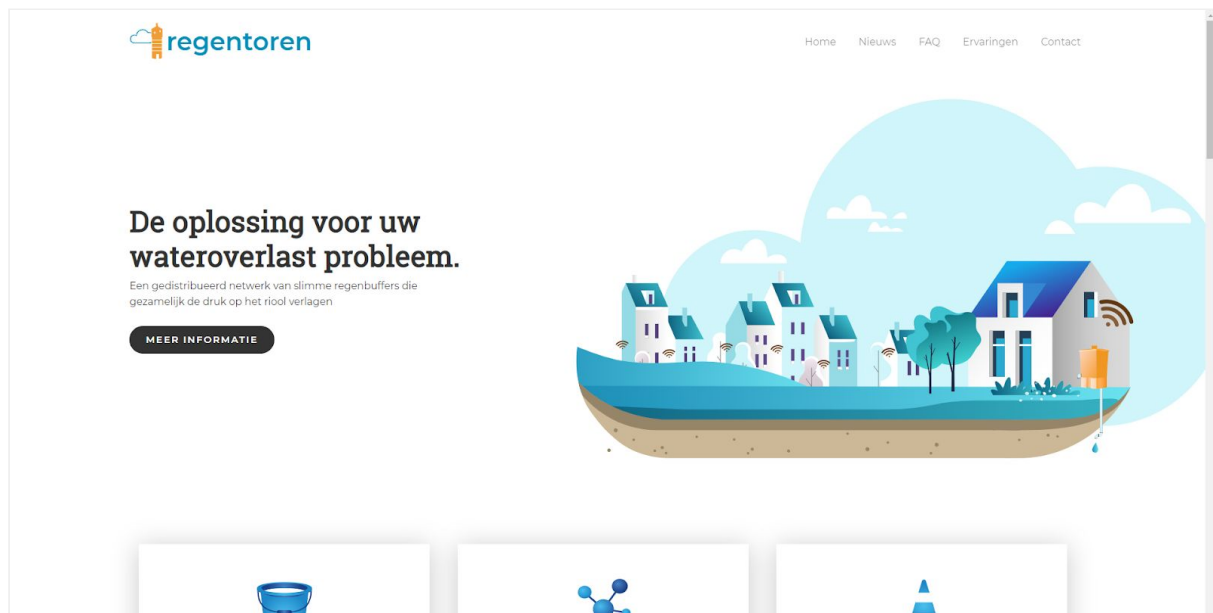 regentoren
Home Nieuws FAQ Ervaringen Contact
De oplossing voor uw
wateroverlast probleem.
Een gedistribueerd netwerk van slimme regenbuffers die
gezamelijk de druk op het riool verlagen
MEER INFORMATIE